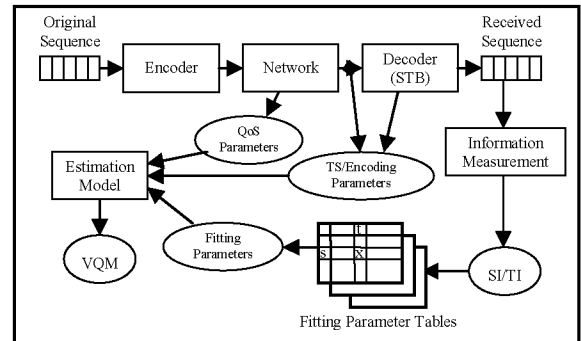 Original
Sequence
Received
Sequence
Encoder
Network
Decoder
(STB)
QoS
Parameters
TS/Encoding
Parameters
Information
Measurement
Estimation
Model
Fitting
Parameters
t
s
X
VQM
SI/TI
Fitting Parameter Tables